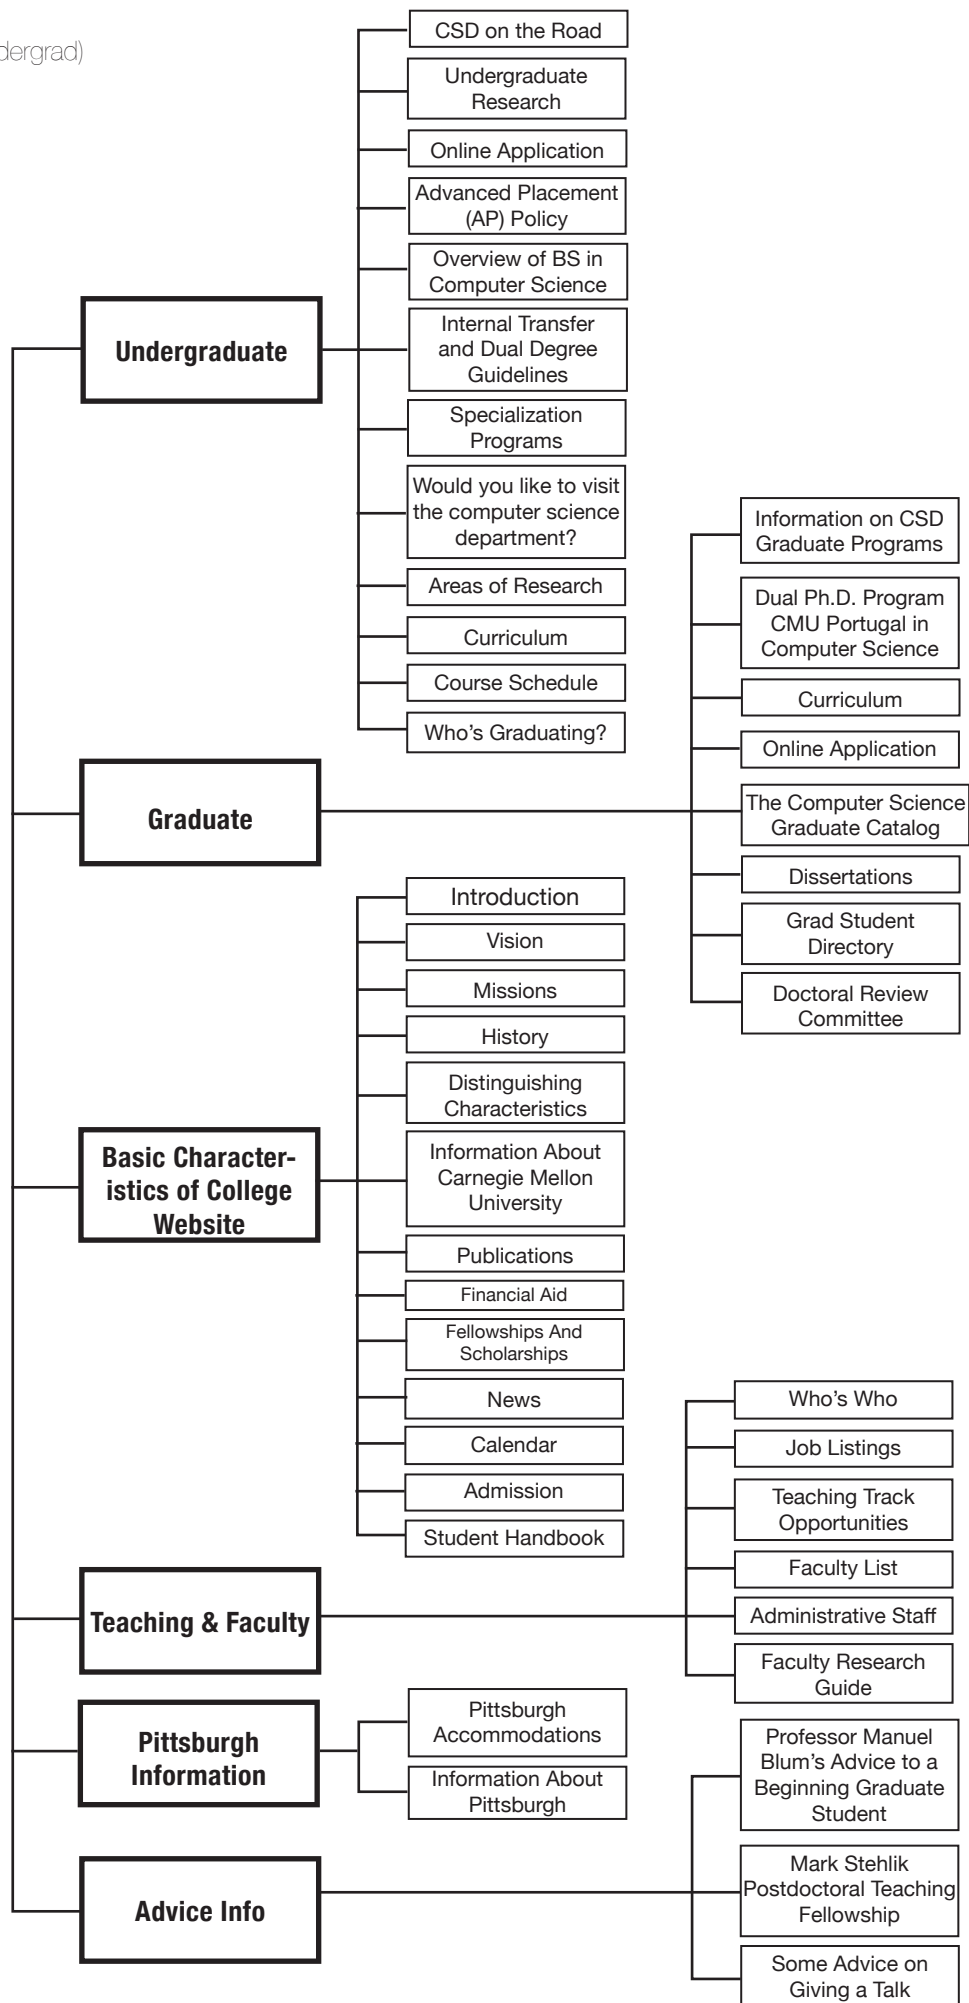 dergrad)
CSD on the Road
Undergraduate
Research
Online Application
Advanced Placement
(AP) Policy
Overview of BS in
Computer Science
Undergraduate
Internal Transfer
and Dual Degree
Guidelines
Specialization
Programs
Would you like to visit
the computer science
department?
Areas of Research
Curriculum
Course Schedule
Who's Graduating?
Graduate
Information on CSD
Graduate Programs
Dual Ph.D. Program
CMU Portugal in
Computer Science
Curriculum
Online Application
The Computer Science
Graduate Catalog
Dissertations
Grad Student
Directory
Doctoral Review
Committee
Basic Character-
istics of College
Website
Introduction
Vision
Missions
History
Distinguishing
Characteristics
Information About
Carnegie Mellon
University
Publications
Financial Aid
Fellowships And
Scholarships
News
Calendar
Admission
Student Handbook
Teaching & Faculty
Who's Who
Job Listings
Teaching Track
Opportunities
Faculty List
Administrative Staff
Faculty Research
Guide
Pittsburgh
Information
Pittsburgh
Accommodations
Information About
Pittsburgh
Advice Info
Professor Manuel
Blum's Advice to a
Beginning Graduate
Student
Mark Stehlik
Postdoctoral Teaching
Fellowship
Some Advice on
Giving a Talk